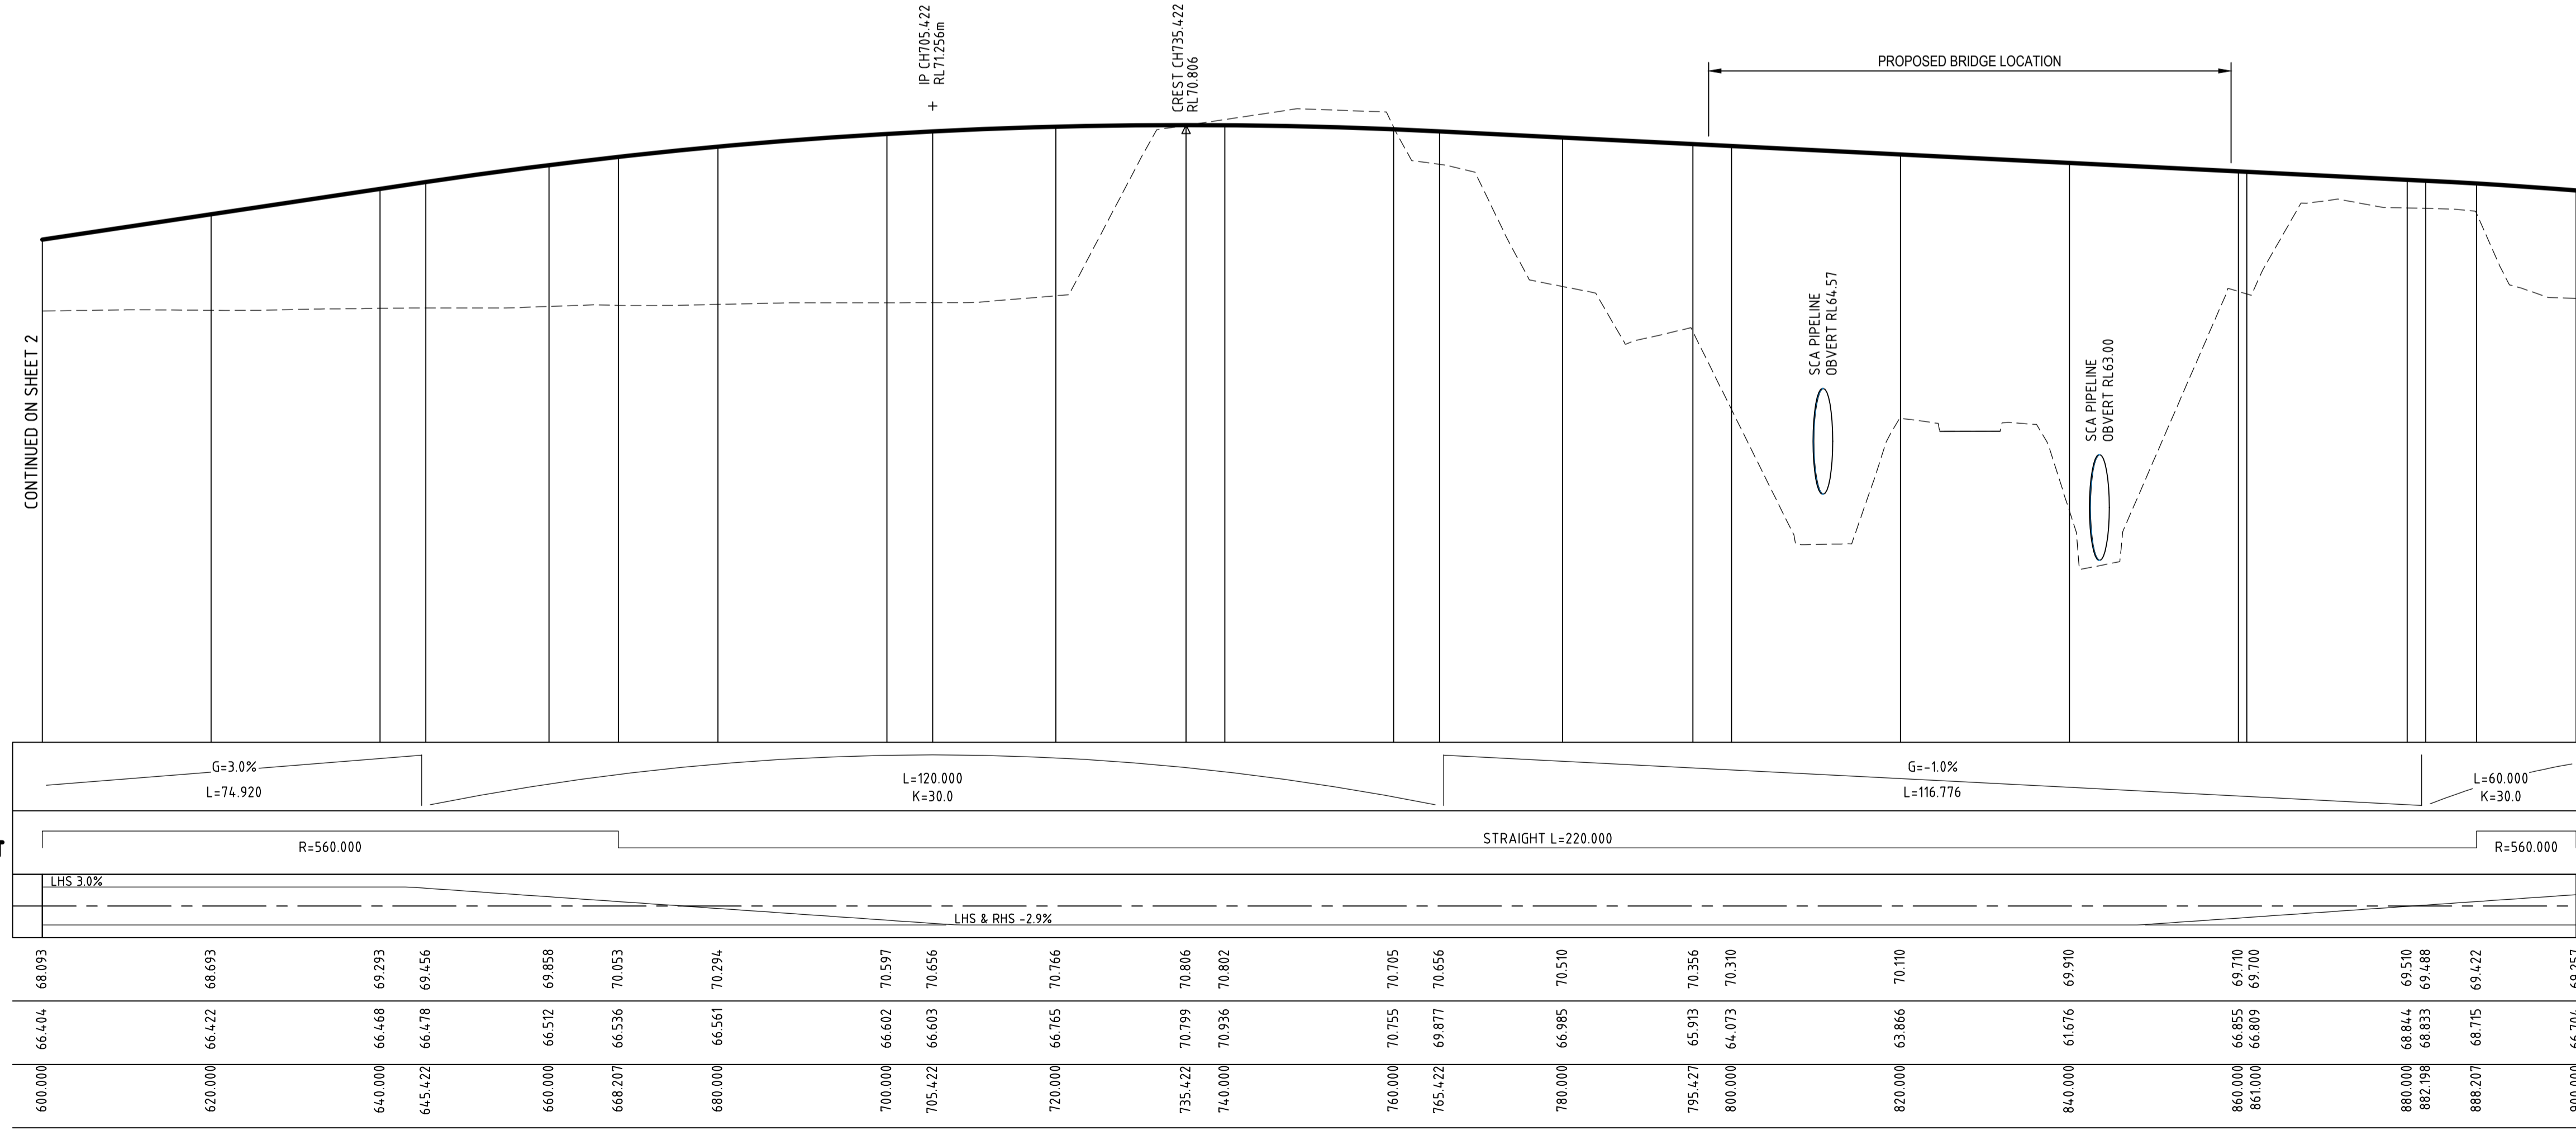 IP CH705.422
RL71.256m
+
CREST CH735.422
RL70.806
PROPOSED BRIDGE LOCATION
SCA PIPELINE
OBVERT RL64.57
SCA PIPELINE
OBVERT RL63.00
CONTINUED ON SHEET 2
G=3.0%
L=74.920
L=120.000
K=30.0
G=-1.0%
L=116.776
L=60.000
K=30.0
R=560.000
STRAIGHT L=220.000
R=560.000
LHS 3.0%
LHS & RHS -2.9%
68.093 68.693 69.293 69.456 69.858 70.053 70.294 70.597 70.656 70.766 70.806 70.802 70.705 70.656 70.510 70.356 70.310 70.110 69.910 69.710 69.700 69.510 69.488 69.422
66.404 66.422 66.468 66.478 66.512 66.536 66.561 66.602 66.603 66.765 70.799 70.936 70.755 69.877 66.985 65.913 64.073 63.866 61.676 66.855 66.809 68.844 68.833 68.715
600.000 620.000 640.000 645.422 660.000 668.207 680.000 700.000 705.422 720.000 735.422 740.000 760.000 765.422 780.000 795.427 800.000 820.000 840.000 860.000 861.000 880.000 882.198 888.207